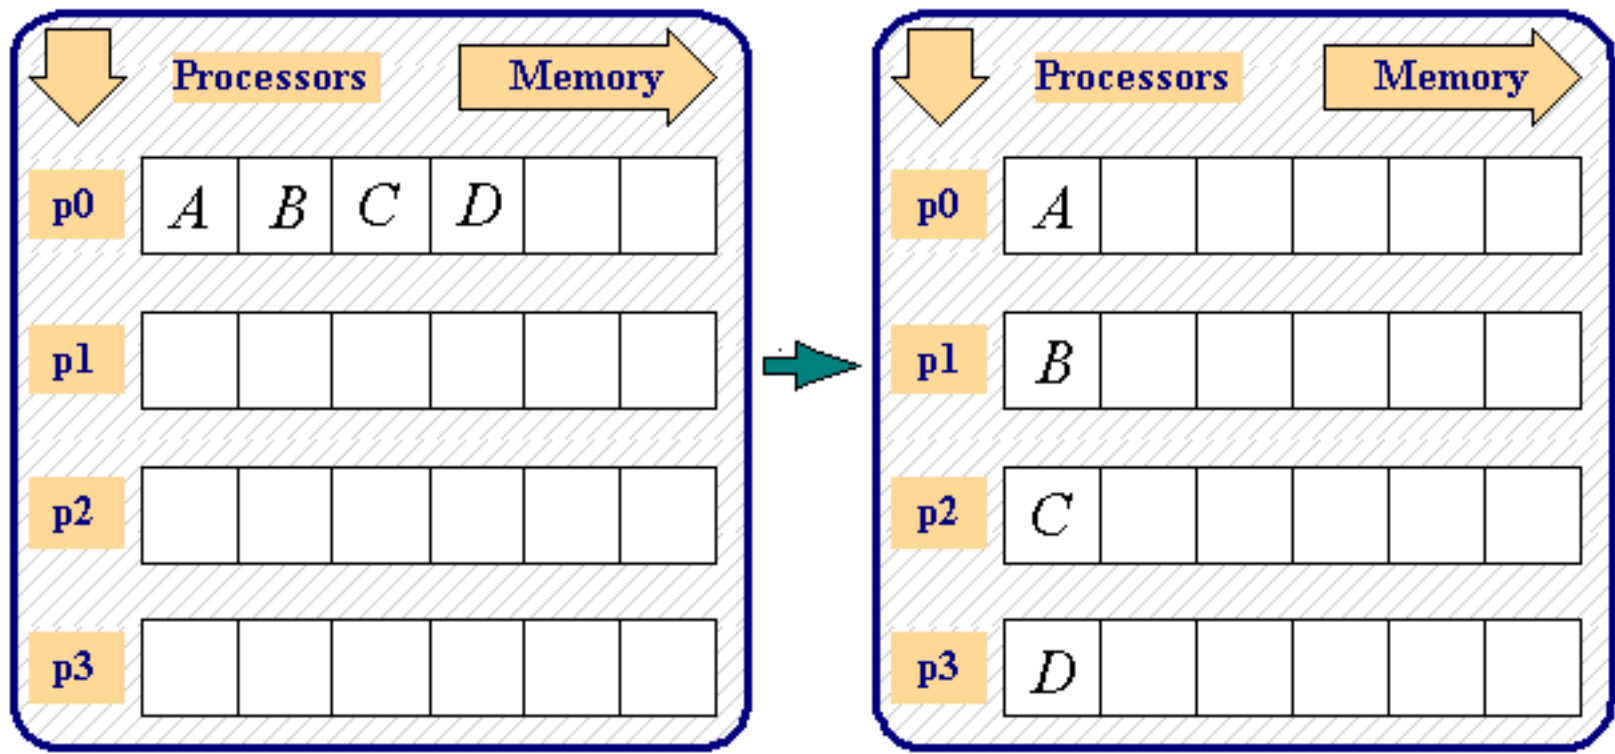 Processors Memory
p0 A B C D
p1
p2
p3
Processors Memory
p0 A
p1 B
p2 C
p3 D